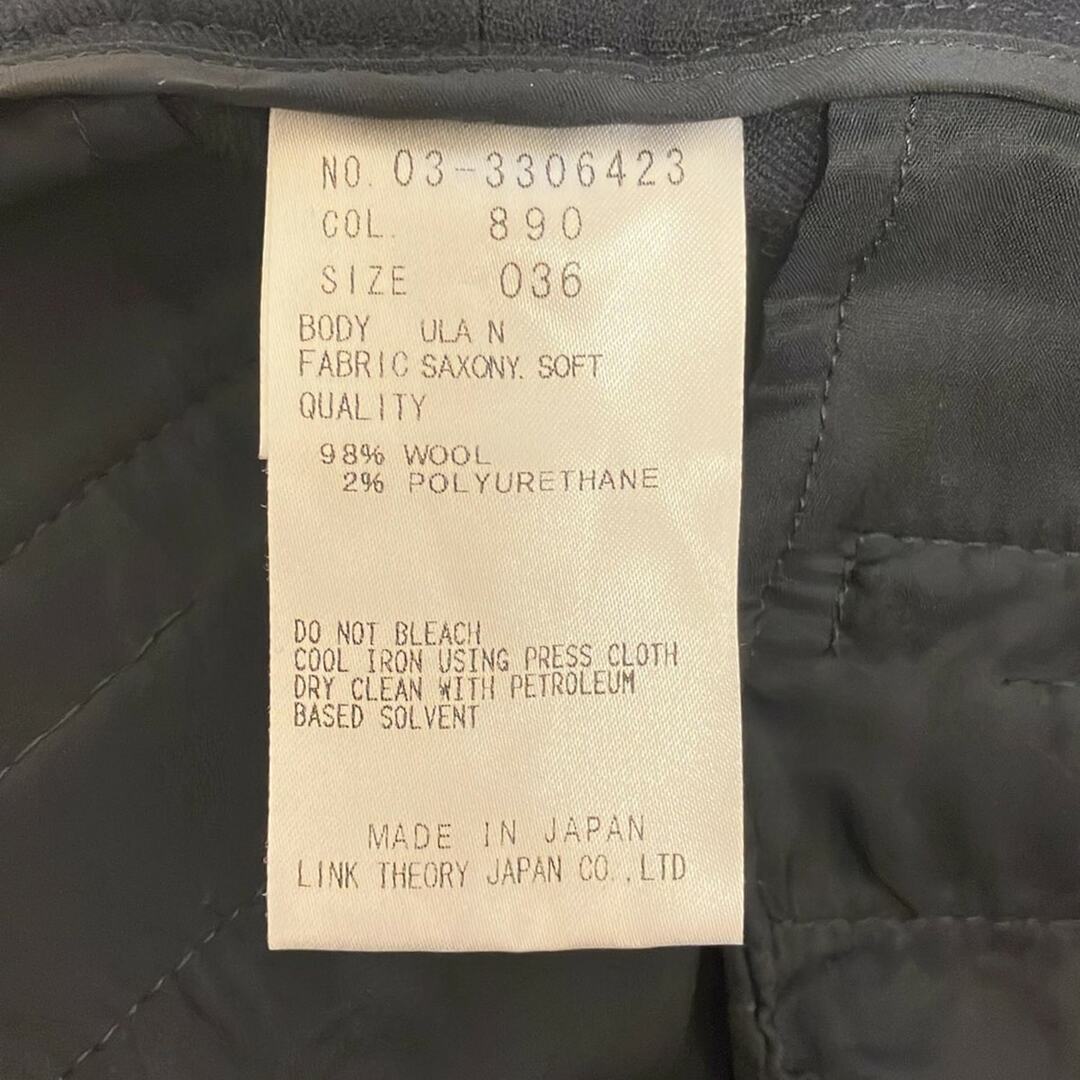 NO. 03-3306423
COL. 890
SIZE 036
BODY ULA N
FABRIC SAXONY. SOFT
QUALITY
98% WOOL
2% POLYURETHANE
DO NOT BLEACH
COOL IRON USING PRESS CLOTH
DRY CLEAN WITH PETROLEUM
BASED SOLVENT
MADE IN JAPAN
LINK THEORY JAPAN CO.,LTD